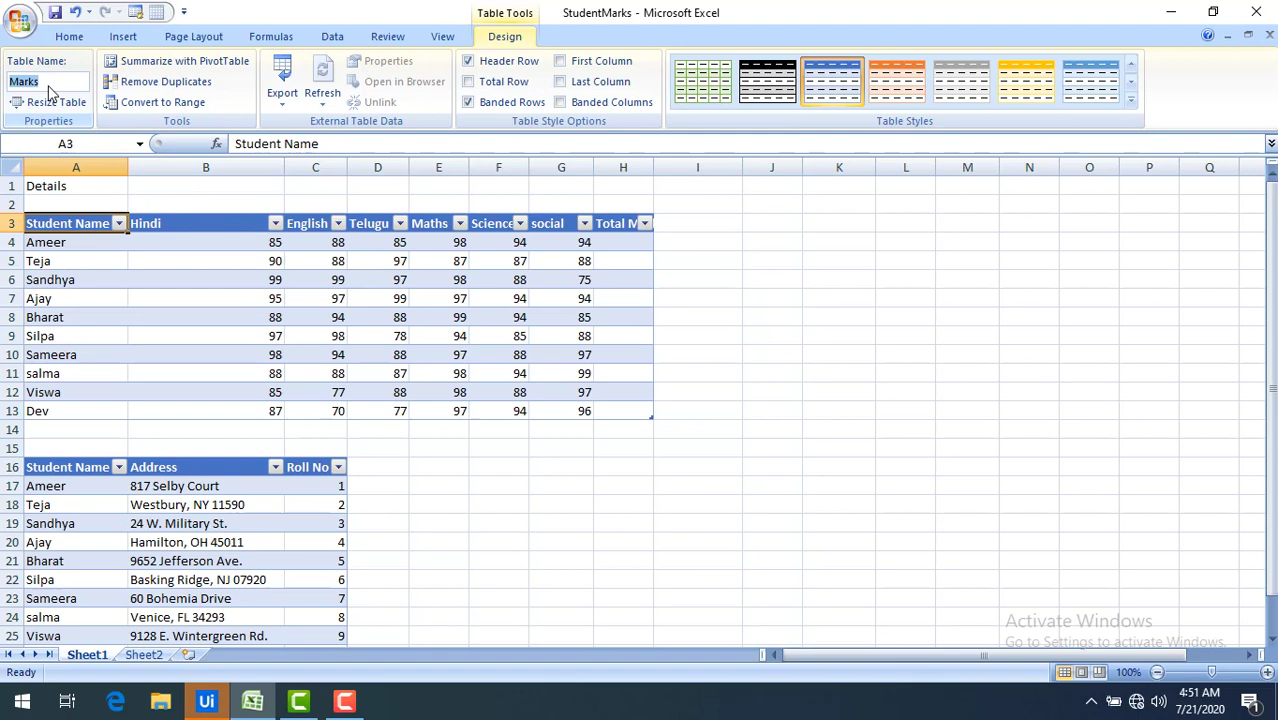 Table Tools
StudentMarks - Microsoft Excel
Home Insert Page Layout Formulas Data Review View Design
Table Name:
Marks
Resize Table
Properties
Summarize with PivotTable
Remove Duplicates
Convert to Range
Tools
Export Refresh
Properties
Open in Browser
Unlink
External Table Data
Header Row First Column
Total Row Last Column
Banded Rows Banded Columns
Table Style Options
Table Styles
A3 fx Student Name
A B C D E F G H I J K L M N O P Q
1 Details
2
3 Student Name Hindi English Telugu Maths Science social Total M
4 Ameer 85 88 85 98 94 94
5 Teja 90 88 97 87 87 88
6 Sandhya 99 99 97 98 88 75
7 Ajay 95 97 99 97 94 94
8 Bharat 88 94 88 99 94 85
9 Silpa 97 98 78 94 85 88
10 Sameera 98 94 88 97 88 97
11 salma 88 88 87 98 94 99
12 Viswa 85 77 88 98 88 97
13 Dev 87 70 77 97 94 96
14
15
16 Student Name Address Roll No
17 Ameer 817 Selby Court 1
18 Teja Westbury, NY 11590 2
19 Sandhya 24 W. Military St. 3
20 Ajay Hamilton, OH 45011 4
21 Bharat 9652 Jefferson Ave. 5
22 Silpa Basking Ridge, NJ 07920 6
23 Sameera 60 Bohemia Drive 7
24 salma Venice, FL 34293 8
25 Viswa 9128 E. Wintergreen Rd. 9
Activate Windows
Go to Settings to activate Windows.
Sheet1 Sheet2
Ready 100%
Ui
4:51 AM
7/21/2020
1